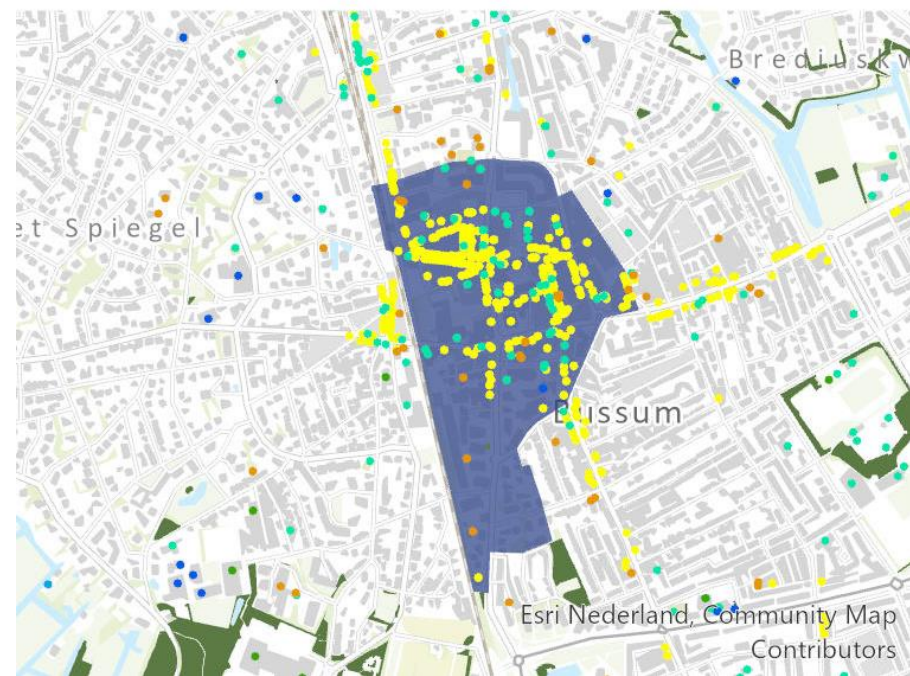 Brediuskw
et Spiegel
Bussum
Esri Nederland, Community Map
Contributors